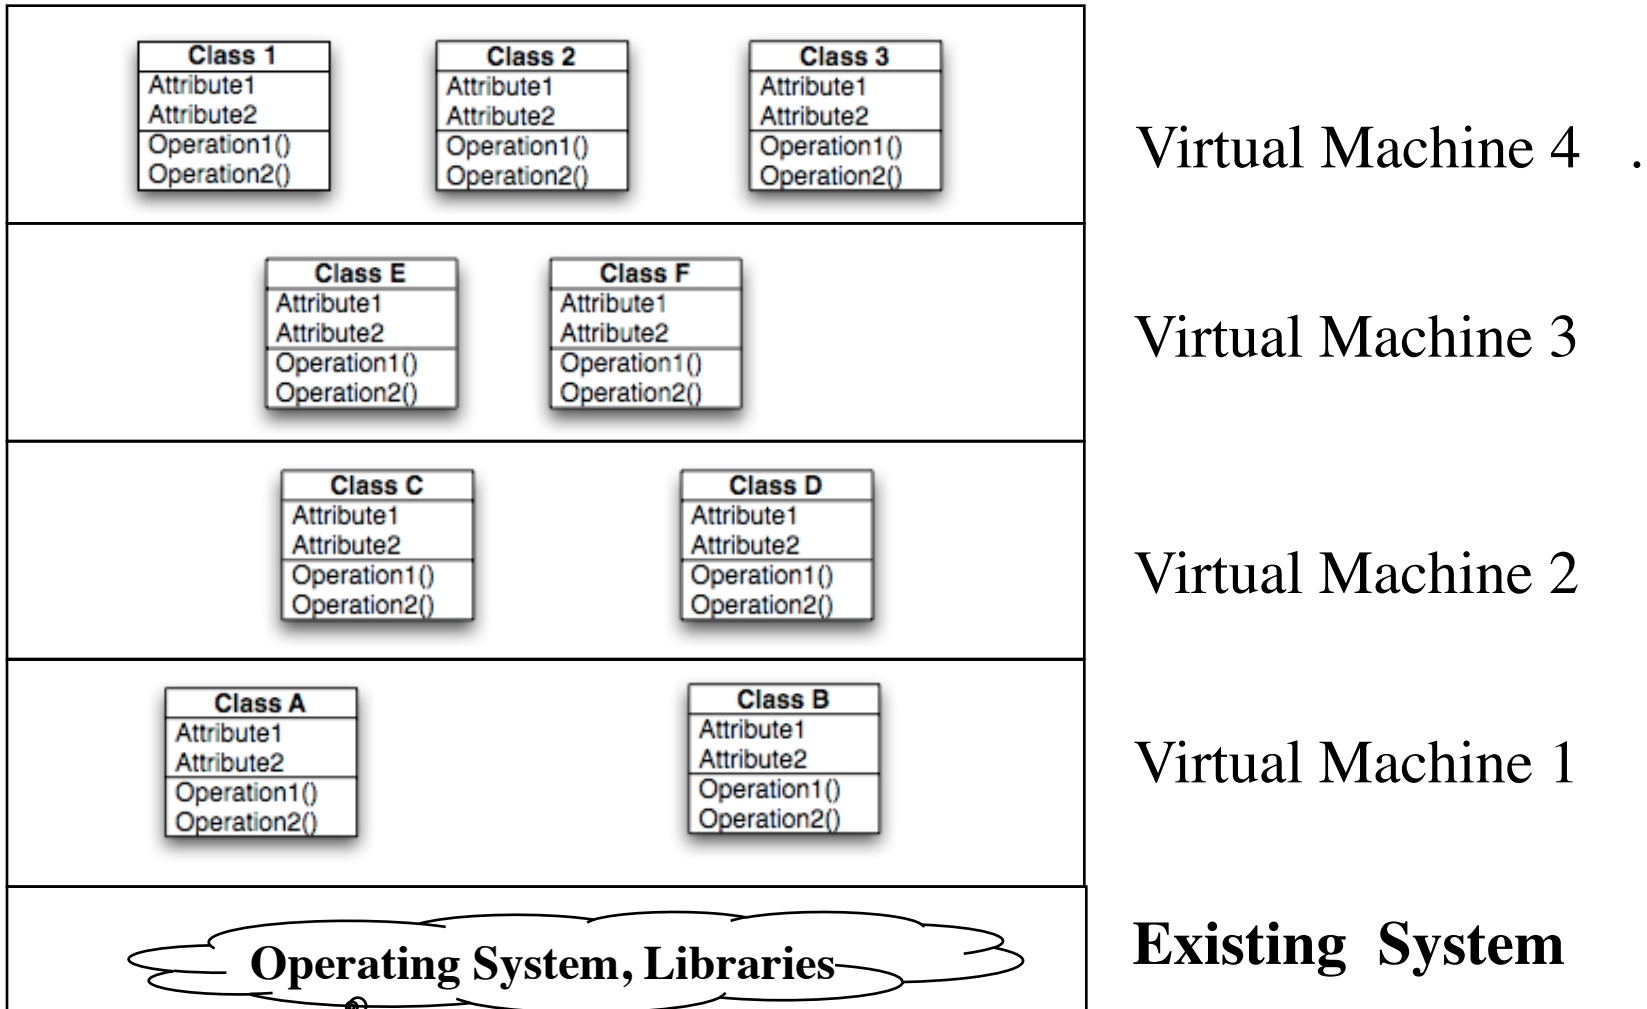 Class 1
Attribute1
Attribute2
Operation1()
Operation2()
Class 2
Attribute1
Attribute2
Operation1()
Operation2()
Class 3
Attribute1
Attribute2
Operation1()
Operation2()
Virtual Machine 4 .
Class E
Attribute1
Attribute2
Operation1()
Operation2()
Class F
Attribute1
Attribute2
Operation1()
Operation2()
Virtual Machine 3
Class C
Attribute1
Attribute2
Operation1()
Operation2()
Class D
Attribute1
Attribute2
Operation1()
Operation2()
Virtual Machine 2
Class A
Attribute1
Attribute2
Operation1()
Operation2()
Class B
Attribute1
Attribute2
Operation1()
Operation2()
Virtual Machine 1
Operating System, Libraries
Existing System